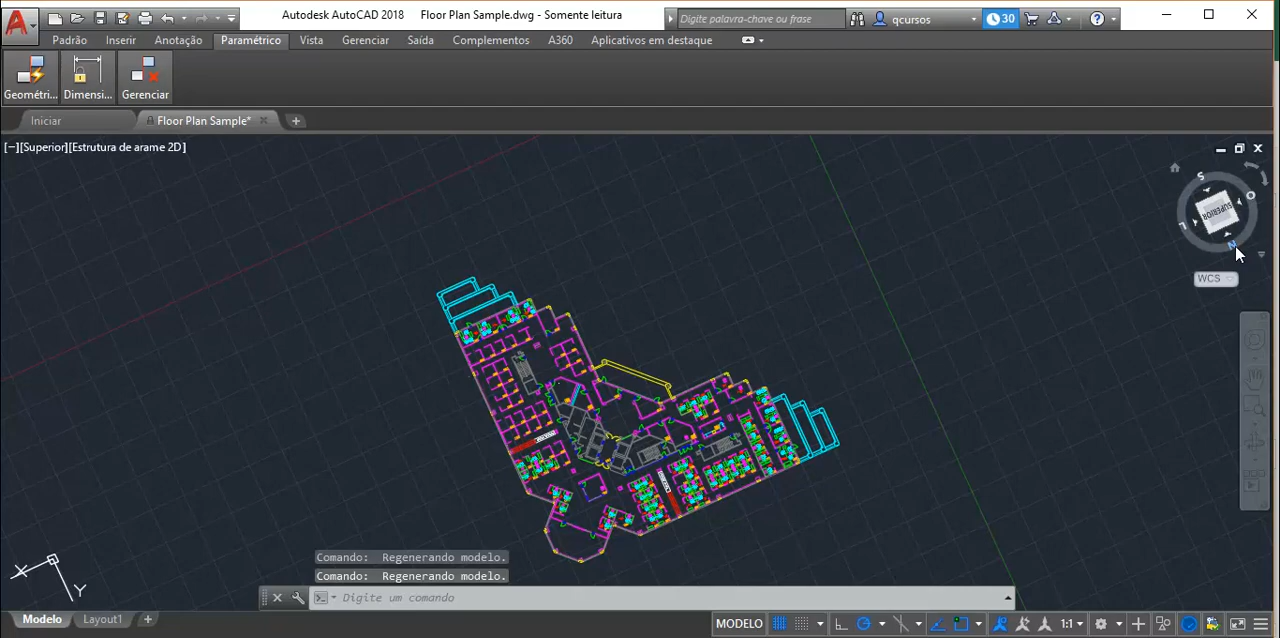 Autodesk AutoCAD 2018 Floor Plan Sample.dwg - Somente leitura
Digite palavra-chave ou frase
qcursos
30
Padrão Inserir Anotação Paramétrico Vista Gerenciar Saída Complementos A360 Aplicativos em destaque
Geométri... Dimensi... Gerenciar
Iniciar Floor Plan Sample*
[−][Superior][Estrutura de arame 2D]
S
O
SUPERIOR
L
N
WCS
X
Y
Comando: Regenerando modelo.
Comando: Regenerando modelo.
Digite um comando
Modelo Layout1
MODELO 1:1